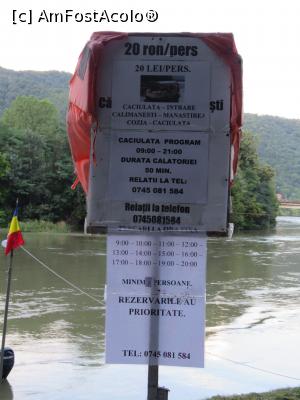 [c] AmFostAcolo®
20 ron/pers
20 LEI/PERS.
CACIULATA - INTRARE
CALIMANESTI - MANASTIREA
COZIA - CACIULATA
CACIULATA PROGRAM
09:00 – 21:00
DURATA CALATORIEI
50 MIN.
RELATII LA TELEFON
0745 081 584
Relații la telefon
0745081584
9:00 – 10:00 – 11:00 – 12:00
13:00 – 14:00 – 15:00 – 16:00
17:00 – 18:00 – 19:00 – 20:00
PERSOANE.
REZERVARILE AU
PRIORITATE.
TEL: 0745 081 584